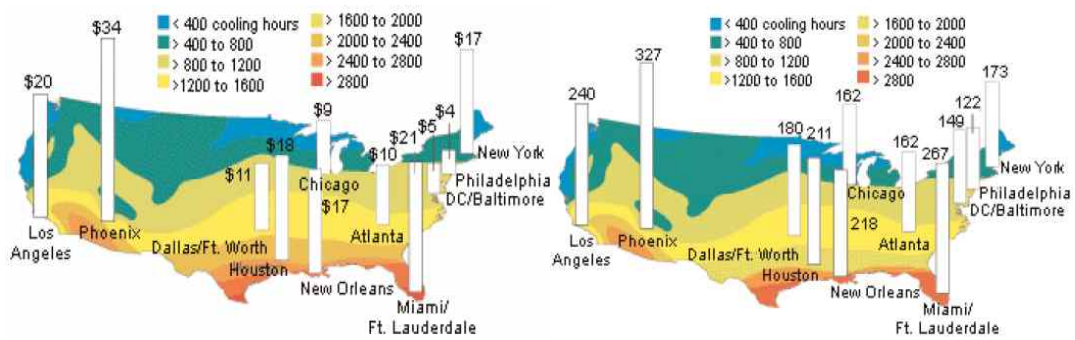 < 400 cooling hours
> 400 to 800
> 800 to 1200
>1200 to 1600
> 1600 to 2000
> 2000 to 2400
> 2400 to 2800
> 2800
$20
$34
$11
$18
$9
$17
$10
$21
$5
$4
$17
Los
Angeles
Phoenix
Dallas/Ft. Worth
Houston
Chicago
New Orleans
Atlanta
Miami/
Ft. Lauderdale
New York
Philadelphia
DC/Baltimore
< 400 cooling hours
> 400 to 800
> 800 to 1200
>1200 to 1600
> 1600 to 2000
> 2000 to 2400
> 2400 to 2800
> 2800
240
327
180
211
162
218
162
267
149
122
173
Los
Angeles
Phoenix
Dallas/Ft. Worth
Houston
Chicago
New Orleans
Atlanta
Miami/
Ft. Lauderdale
New York
Philadelphia
DC/Baltimore